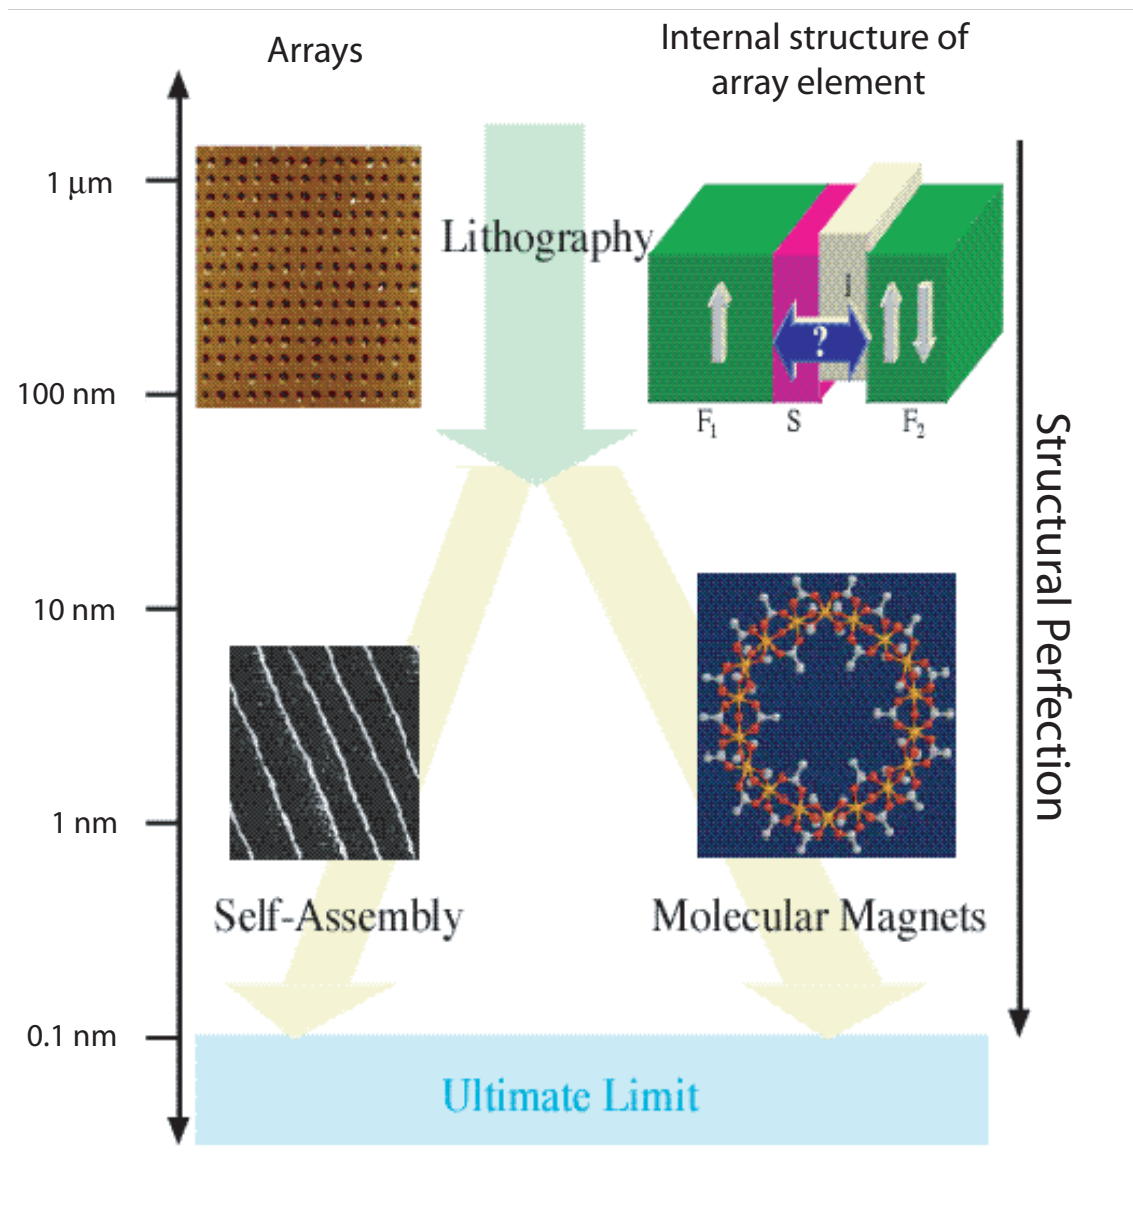 Arrays
Internal structure of
array element
1 μm
Lithography
I
?
100 nm
F1
S
F2
Structural Perfection
10 nm
1 nm
Self-Assembly
Molecular Magnets
0.1 nm
Ultimate Limit